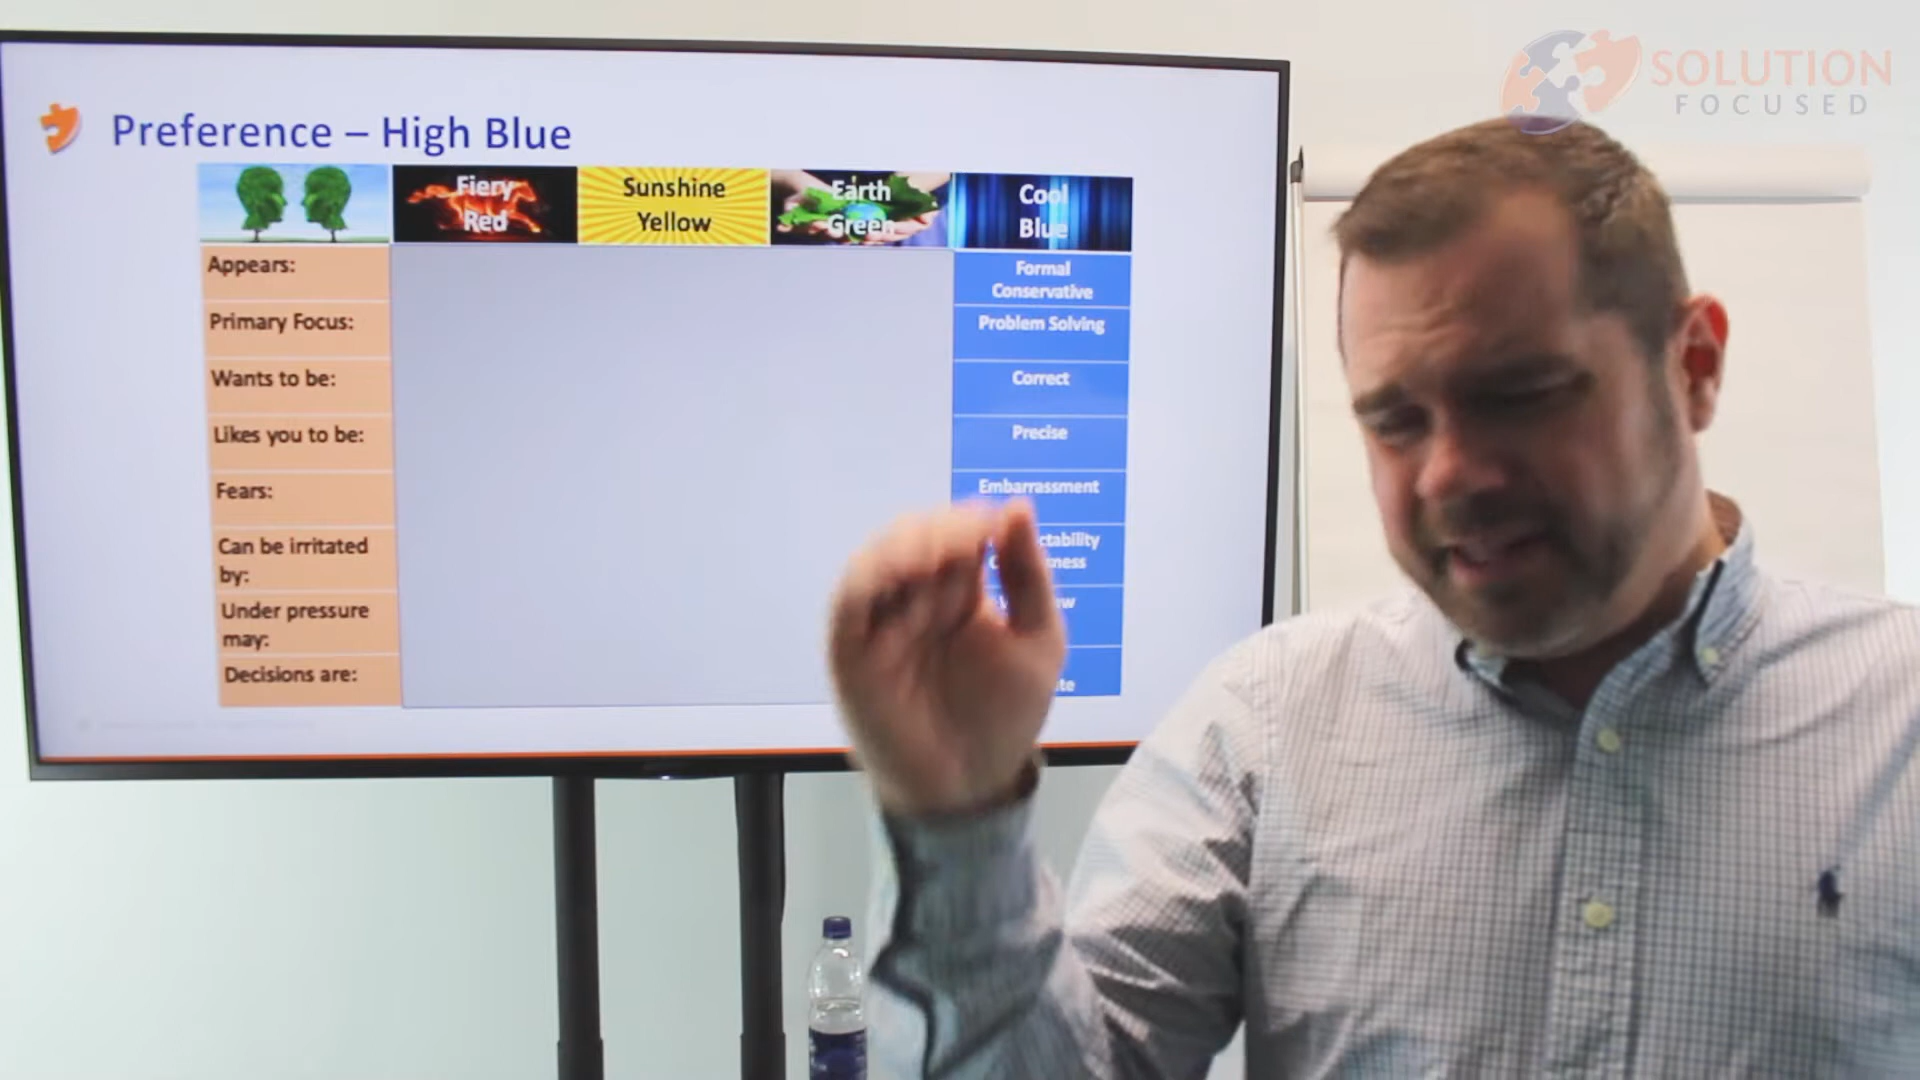 SOLUTION
FOCUSED
Preference – High Blue
Fiery
Red
Sunshine
Yellow
Earth
Green
Cool
Blue
Appears:
Formal
Conservative
Primary Focus:
Problem Solving
Wants to be:
Correct
Likes you to be:
Precise
Fears:
Embarrassment
Can be irritated
by:
Under pressure
may:
Decisions are: